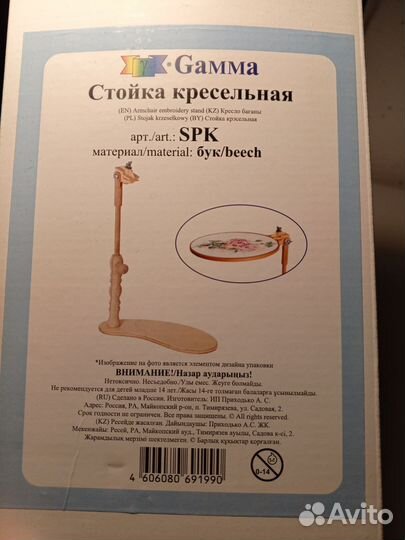 Gamma
Стойка кресельная
(EN) Armchair embroidery stand (KZ) Кресло бағаны
(PL) Stojak krzesełkowy (BY) Стойка крэсельная
арт./art.: SPK
материал/material: бук/beech
*Изображение на фото является элементом дизайна упаковки
ВНИМАНИЕ!/Назар аударыңыз!
Нетоксично. Несъедобно./Улы емес. Жеуге болмайды.
Не рекомендуется для детей младше 14 лет./Жасы 14-ге толмаған балаларға ұсынылмайды.
(RU) Сделано в России. Изготовитель: ИП Приходько А. С.
Адрес: Россия, РА, Майкопский р-он, п. Тимирязева, ул. Садовая, 2.
Срок годности не ограничен. Все права защищены. © All rights reserved.
(KZ) Ресейде жасалған. Дайындаушы: Приходько А. С. ЖК.
Мекенжайы: Ресей, РА, Майкопский ауд., Тимирязева ауылы, Садовая к-сі, 2.
Жарамдылық мерзімі шектелмеген. © Барлық құқықтар қорғалған.
0-14
4 606080 691990
Avito